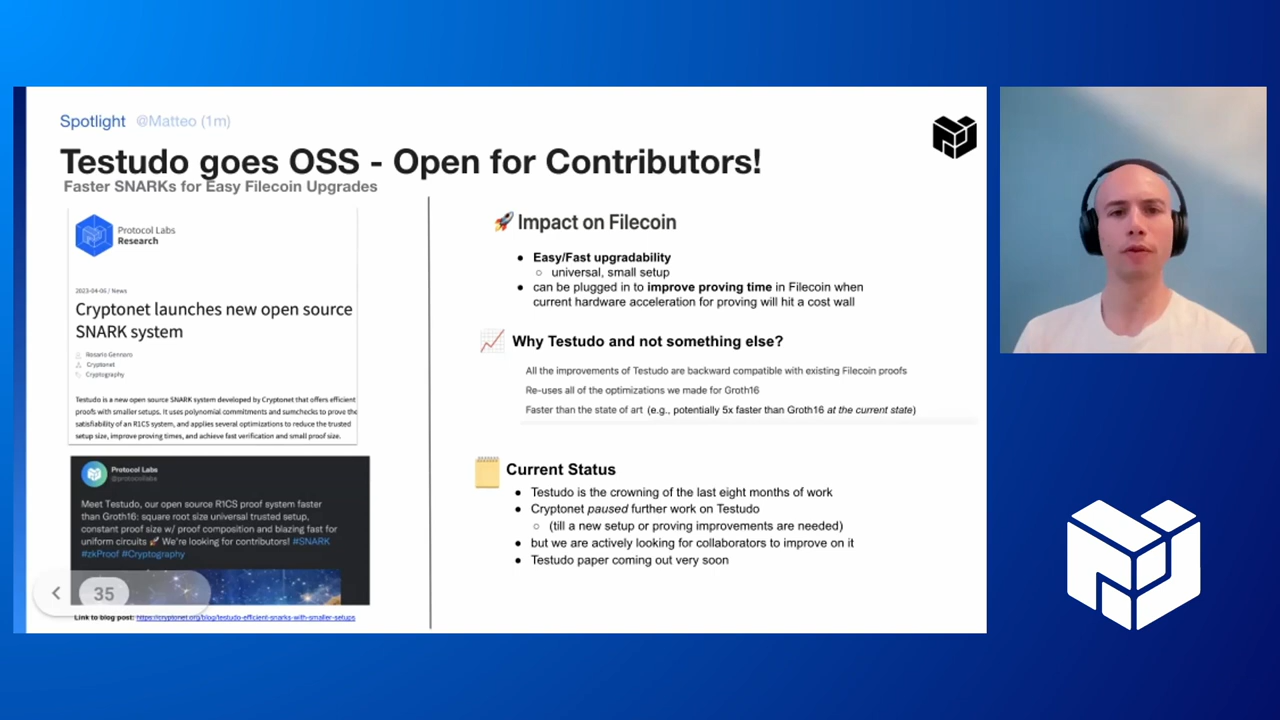 Spotlight @Matteo (1m)
Testudo goes OSS - Open for Contributors!
Faster SNARKs for Easy Filecoin Upgrades
Protocol Labs
Research
2023-04-06 / News
Cryptonet launches new open source
SNARK system
Rosario Gennaro
Cryptonet
Cryptography
Testudo is a new open source SNARK system developed by Cryptonet that offers efficient
proofs with smaller setups. It uses polynomial commitments and sumchecks to prove the
satisfiability of an R1CS system, and applies several optimizations to reduce the trusted
setup size, improve proving times, and achieve fast verification and small proof size.
Protocol Labs
@protocollabs
Meet Testudo, our open source R1CS proof system faster
than Groth16: square root size universal trusted setup,
constant proof size w/ proof composition and blazing fast for
uniform circuits 🚀 We're looking for contributors! #SNARK
#zkProof #Cryptography
35
Link to blog post: https://cryptonet.org/blog/testudo-efficient-snarks-with-smaller-setups
🚀 Impact on Filecoin
● Easy/Fast upgradability
○ universal, small setup
● can be plugged in to improve proving time in Filecoin when
current hardware acceleration for proving will hit a cost wall
📈 Why Testudo and not something else?
All the improvements of Testudo are backward compatible with existing Filecoin proofs
Re-uses all of the optimizations we made for Groth16
Faster than the state of art (e.g., potentially 5x faster than Groth16 at the current state)
Current Status
● Testudo is the crowning of the last eight months of work
● Cryptonet paused further work on Testudo
○ (till a new setup or proving improvements are needed)
● but we are actively looking for collaborators to improve on it
● Testudo paper coming out very soon